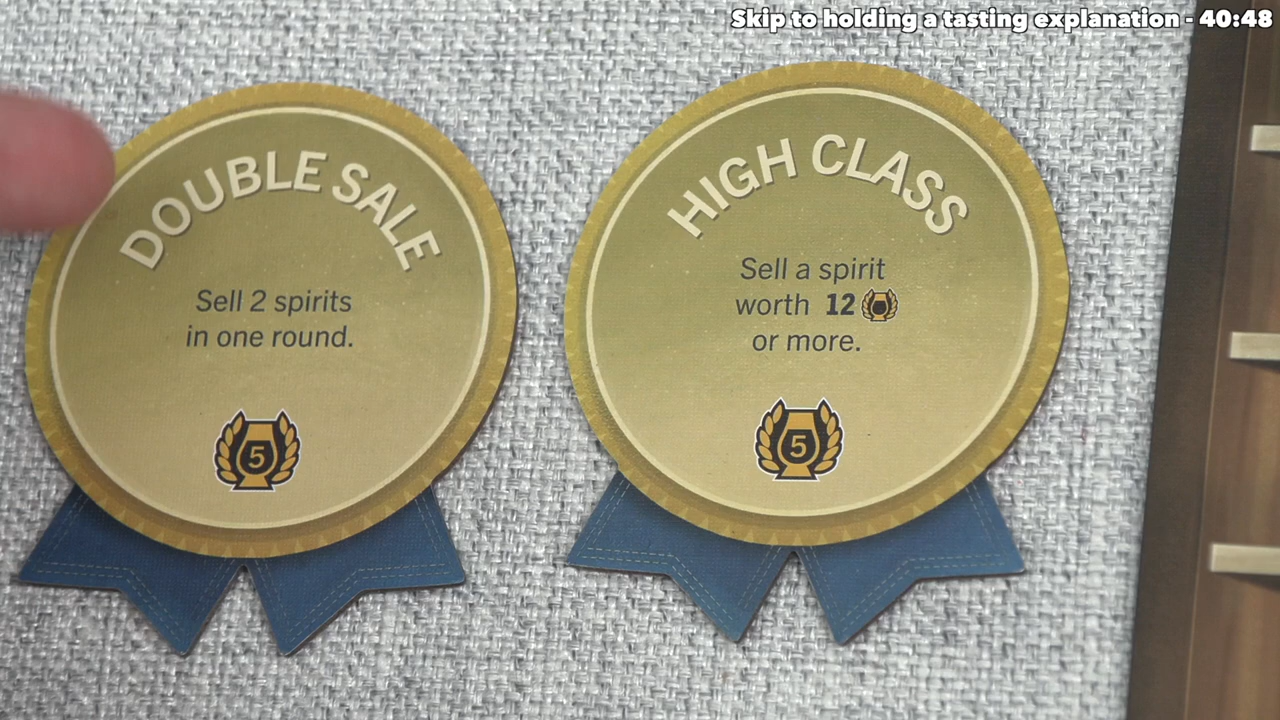 Skip to holding a tasting explanation - 40:48
DOUBLE SALE
Sell 2 spirits
in one round.
5
HIGH CLASS
Sell a spirit
worth 12
or more.
5